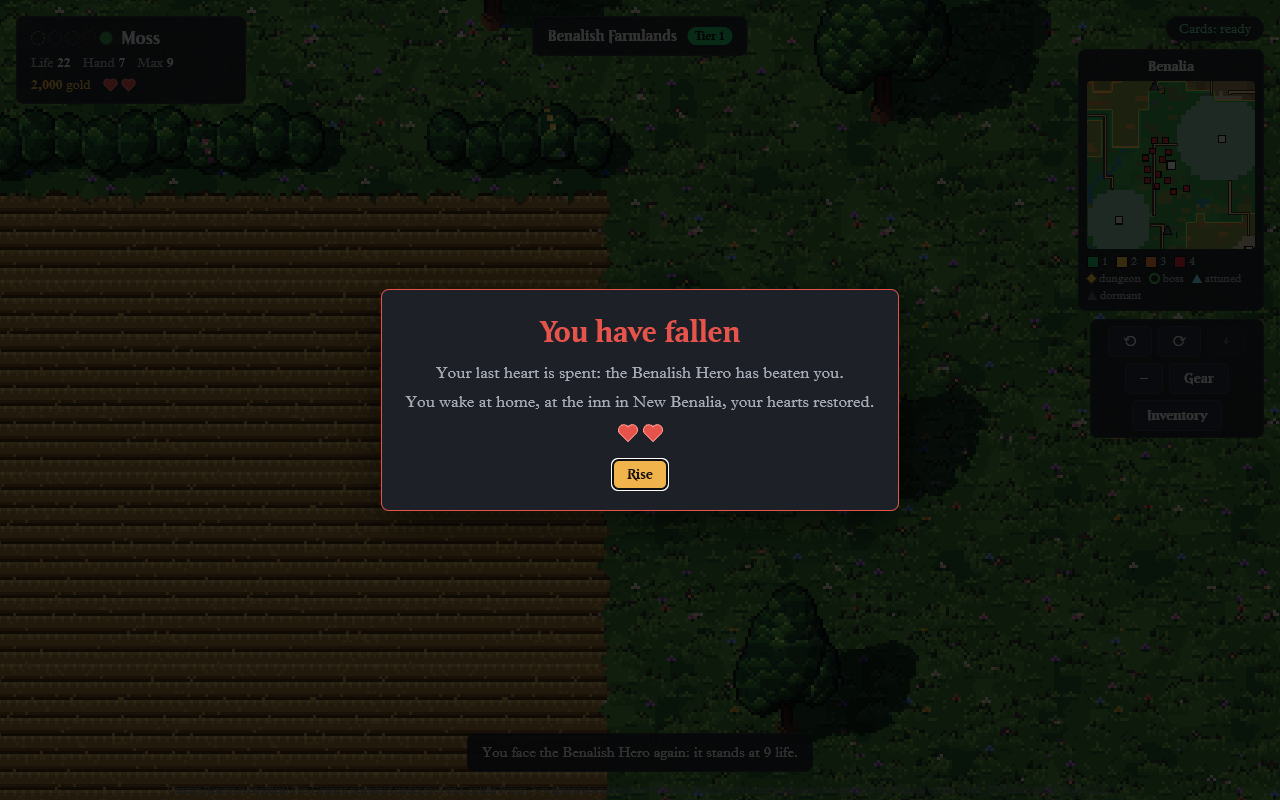 Moss
Life 22 Hand 7 Max 9
2,000 gold
Benalish Farmlands Tier 1
Cards: ready
Benalia
1 2 3 4
dungeon boss attuned
dormant
Gear
Inventory
You have fallen
Your last heart is spent: the Benalish Hero has beaten you.
You wake at home, at the inn in New Benalia, your hearts restored.
Rise
You face the Benalish Hero again: it stands at 9 life.